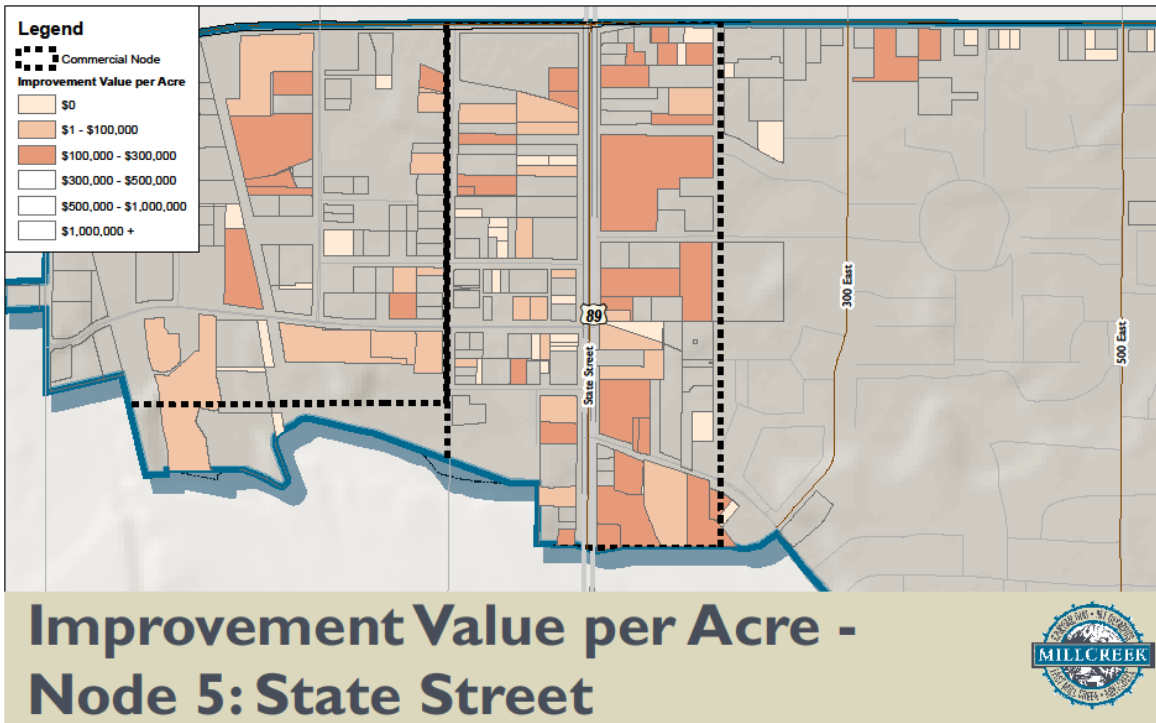 Legend
Commercial Node
Improvement Value per Acre
$0
$1 - $100,000
$100,000 - $300,000
$300,000 - $500,000
$500,000 - $1,000,000
$1,000,000 +
89
State Street
300 East
500 East
Improvement Value per Acre -
Node 5: State Street
MILLCREEK